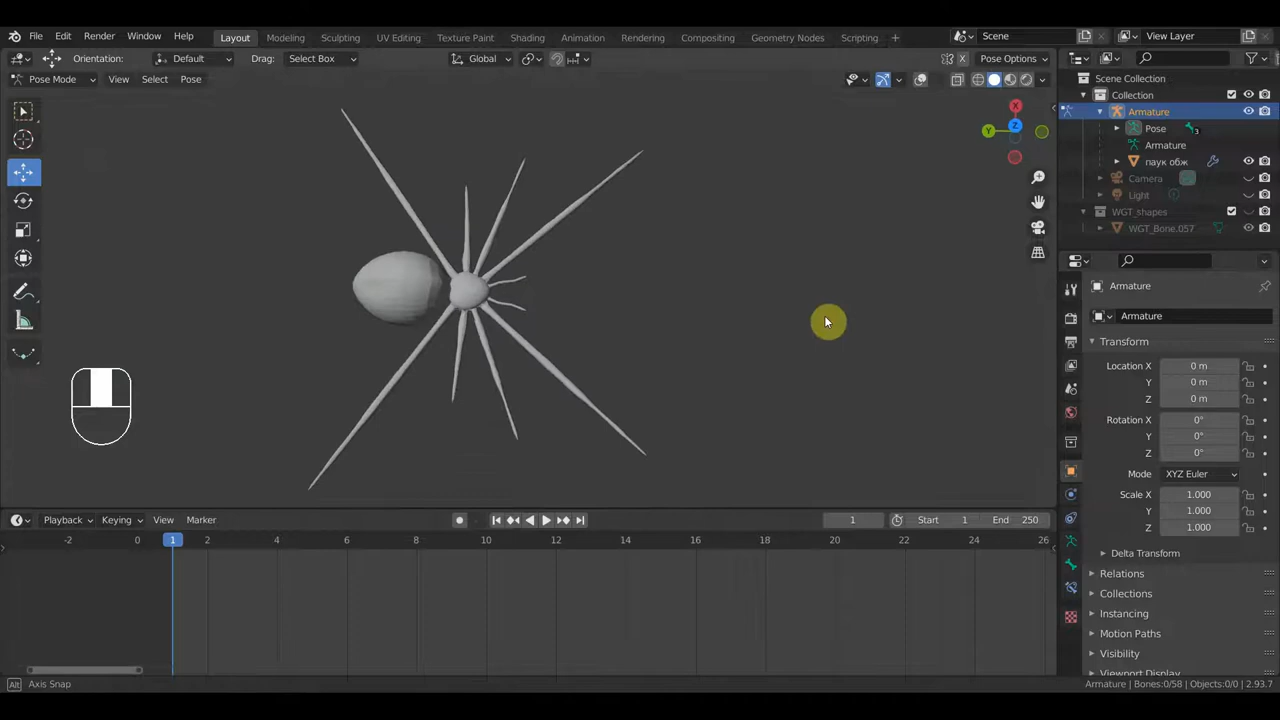 File Edit Render Window Help Layout Modeling Sculpting UV Editing Texture Paint Shading Animation Rendering Compositing Geometry Nodes Scripting + Scene View Layer
Orientation: Default Drag: Select Box Global X Pose Options
Pose Mode View Select Pose
Scene Collection
Collection
Armature
Pose 3
Armature
паук обж
Camera
Light
WGT_shapes
WGT_Bone.057
X
Y
Z
Armature
Armature
Transform
Location X 0 m
Y 0 m
Z 0 m
Rotation X 0°
Y 0°
Z 0°
Mode XYZ Euler
Scale X 1.000
Y 1.000
Z 1.000
Delta Transform
Relations
Collections
Instancing
Motion Paths
Visibility
Viewport Display
Playback Keying View Marker 1 Start 1 End 250
-2 0 1 2 4 6 8 10 12 14 16 18 20 22 24 26
Alt Axis Snap
Armature | Bones:0/58 | Objects:0/0 | 2.93.7